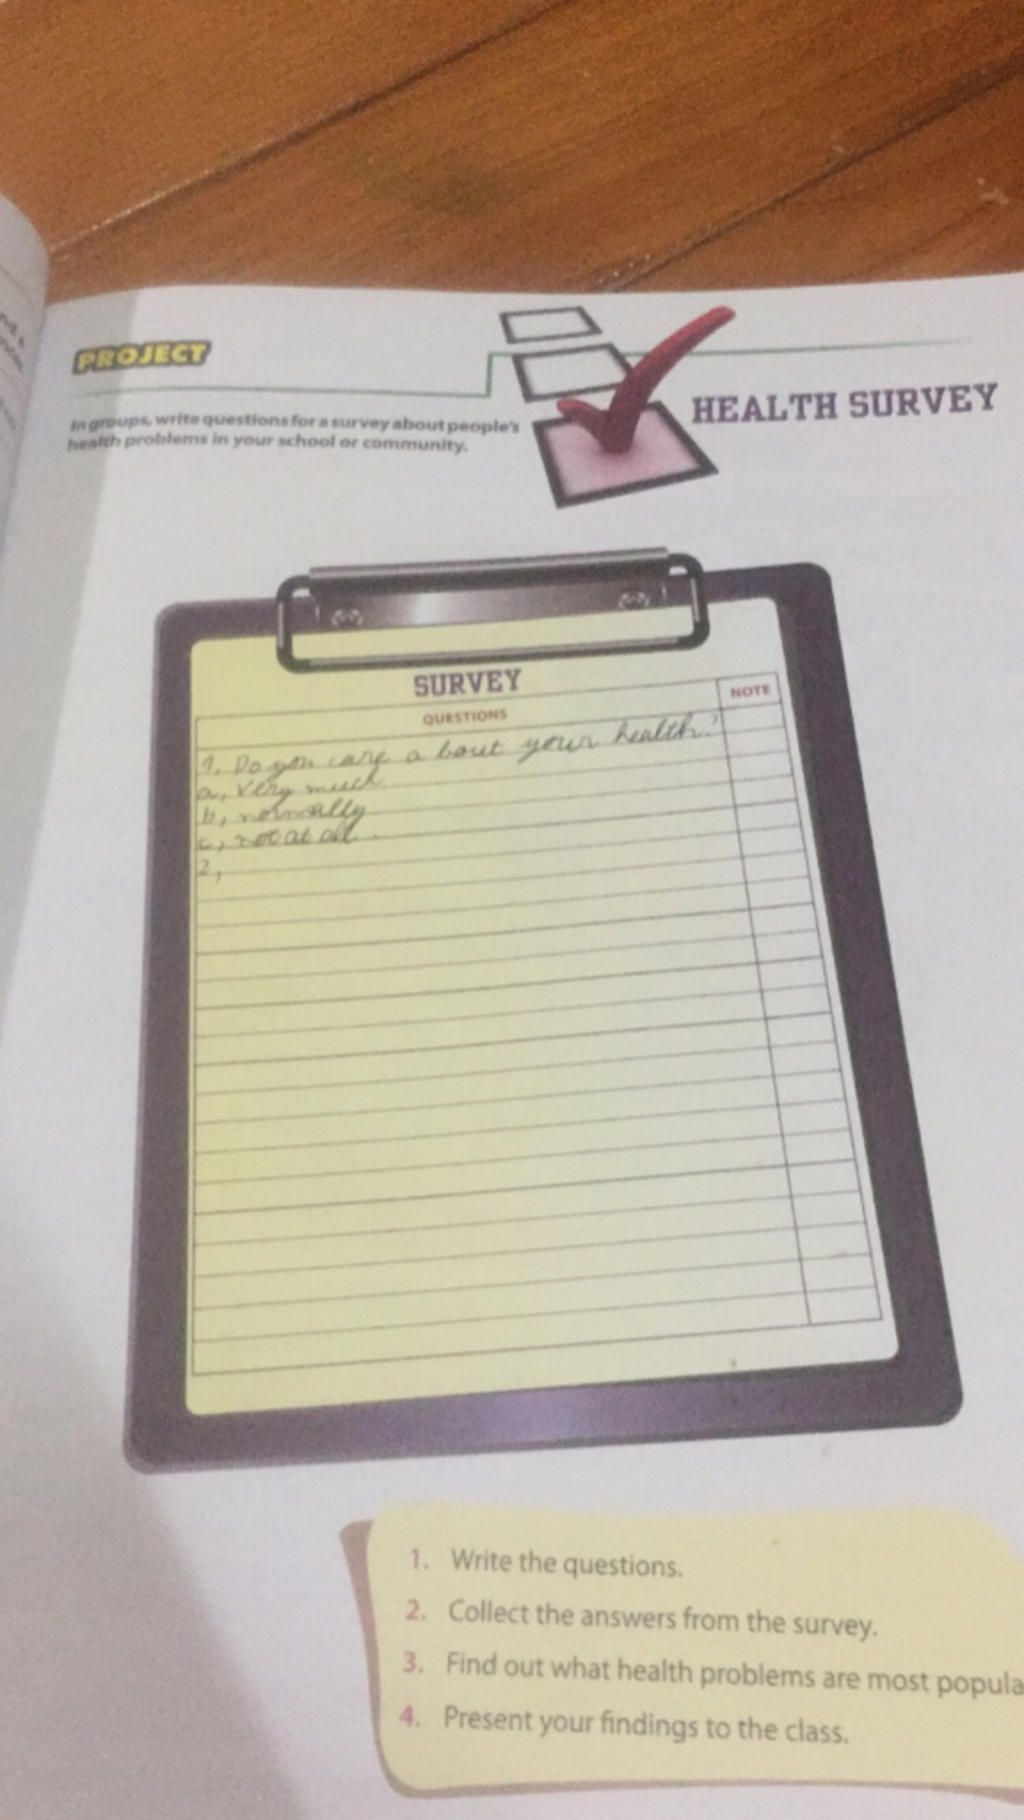 PROJECT
In groups, write questions for a survey about people's
health problems in your school or community.
HEALTH SURVEY
SURVEY
QUESTIONS
NOTE
1, Do you care a bout your health?
a, very much
b, normally
c, not at all.
2,
1. Write the questions.
2. Collect the answers from the survey.
3. Find out what health problems are most popula
4. Present your findings to the class.